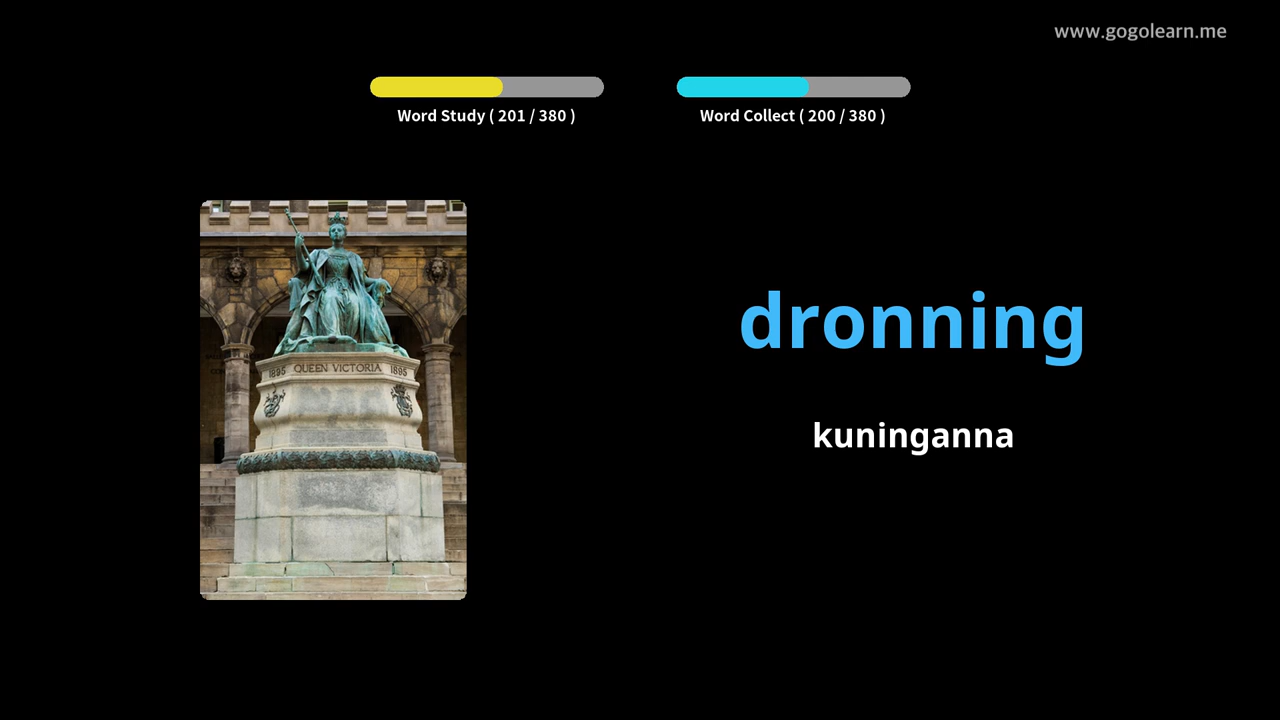 www.gogolearn.me
Word Study ( 201 / 380 )
Word Collect ( 200 / 380 )
1895 QUEEN VICTORIA 1895
dronning
kuninganna